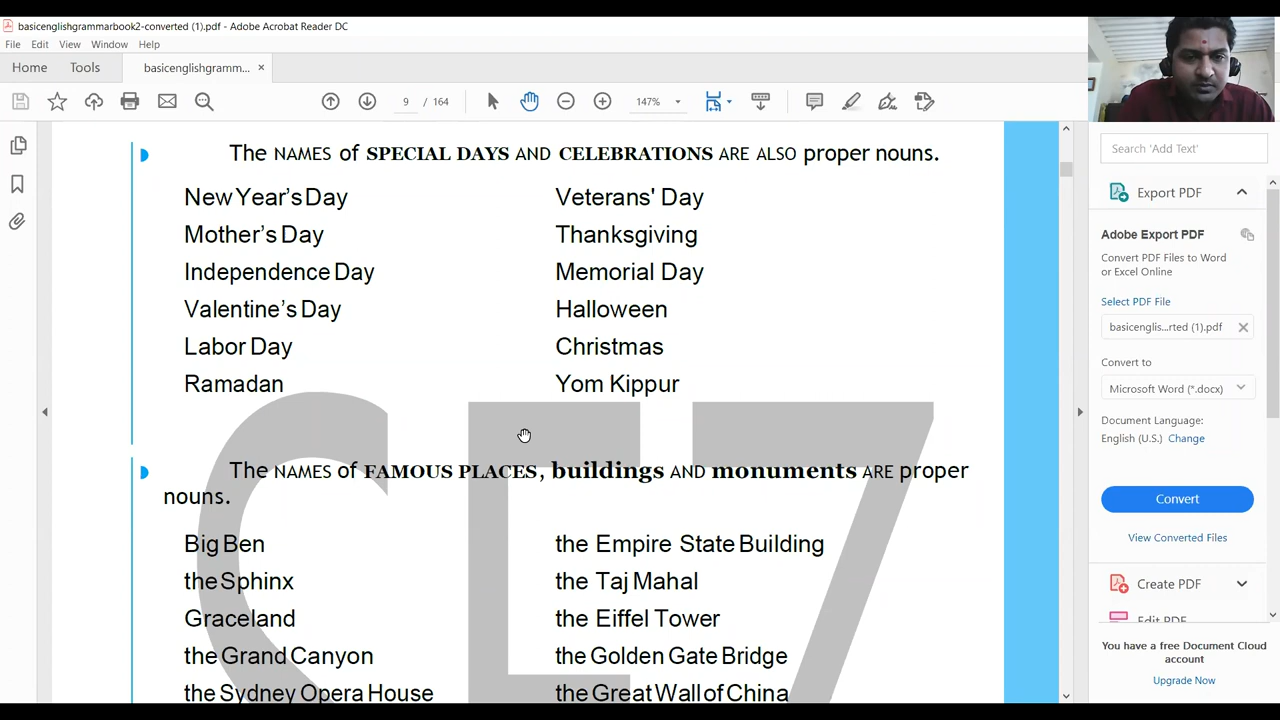 basicenglishgrammarbook2-converted (1).pdf - Adobe Acrobat Reader DC
File Edit View Window Help
Home Tools basicenglishgramm... ×
9 / 164 147%
The NAMES of SPECIAL DAYS AND CELEBRATIONS ARE ALSO proper nouns.
New Year's Day Veterans' Day
Mother's Day Thanksgiving
Independence Day Memorial Day
Valentine's Day Halloween
Labor Day Christmas
Ramadan Yom Kippur
The NAMES of FAMOUS PLACES, buildings AND monuments ARE proper
nouns.
Big Ben the Empire State Building
the Sphinx the Taj Mahal
Graceland the Eiffel Tower
the Grand Canyon the Golden Gate Bridge
the Sydney Opera House the Great Wall of China
Search 'Add Text'
Export PDF
Adobe Export PDF
Convert PDF Files to Word
or Excel Online
Select PDF File
basicenglis...rted (1).pdf
Convert to
Microsoft Word (*.docx)
Document Language:
English (U.S.) Change
Convert
View Converted Files
Create PDF
Edit PDF
You have a free Document Cloud
account
Upgrade Now